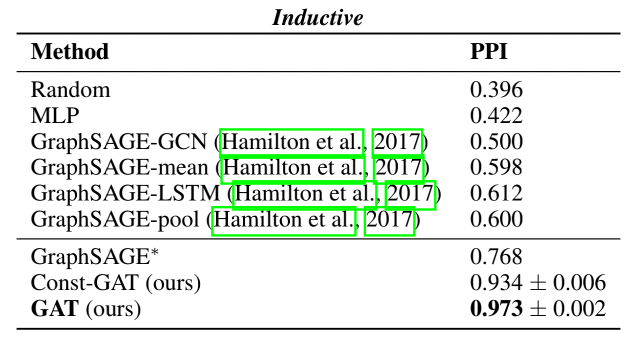 Inductive
Method PPI
Random 0.396
MLP 0.422
GraphSAGE-GCN (Hamilton et al., 2017) 0.500
GraphSAGE-mean (Hamilton et al., 2017) 0.598
GraphSAGE-LSTM (Hamilton et al., 2017) 0.612
GraphSAGE-pool (Hamilton et al., 2017) 0.600
GraphSAGE* 0.768
Const-GAT (ours) 0.934 ± 0.006
GAT (ours) 0.973 ± 0.002